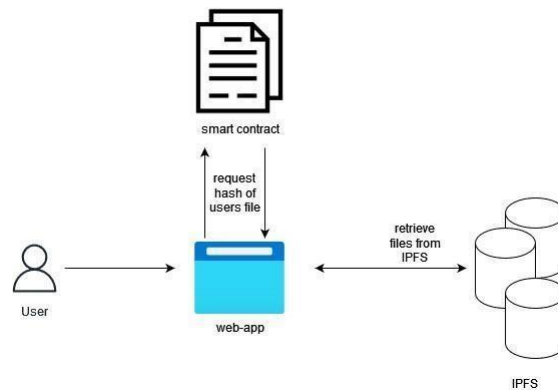 smart contract
request
hash of
users file
retrieve
files from
IPFS
User
web-app
IPFS